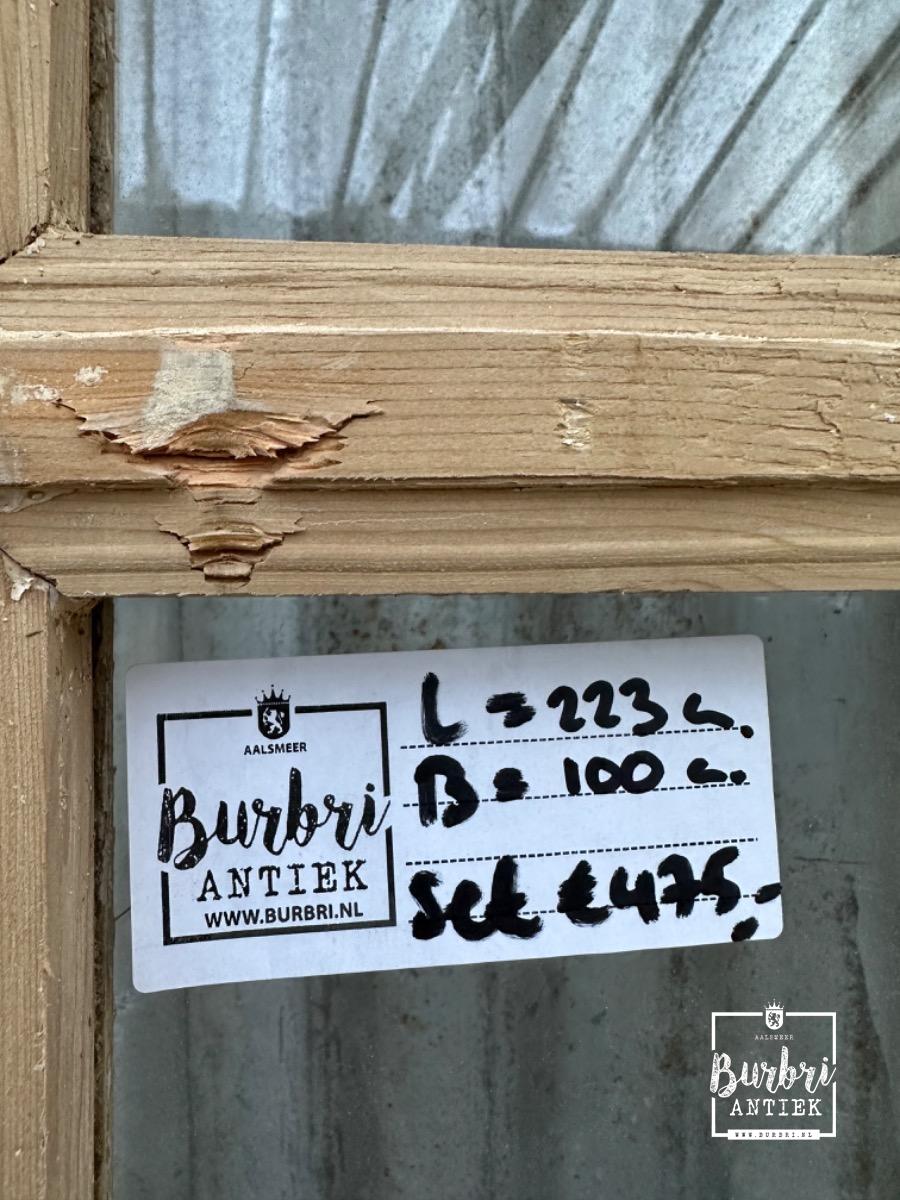 AALSMEER
Burbri
ANTIEK
WWW.BURBRI.NL
L = 223 c.
B = 100 c.
Set € 475,-
AALSMEER
Burbri
ANTIEK
WWW.BURBRI.NL